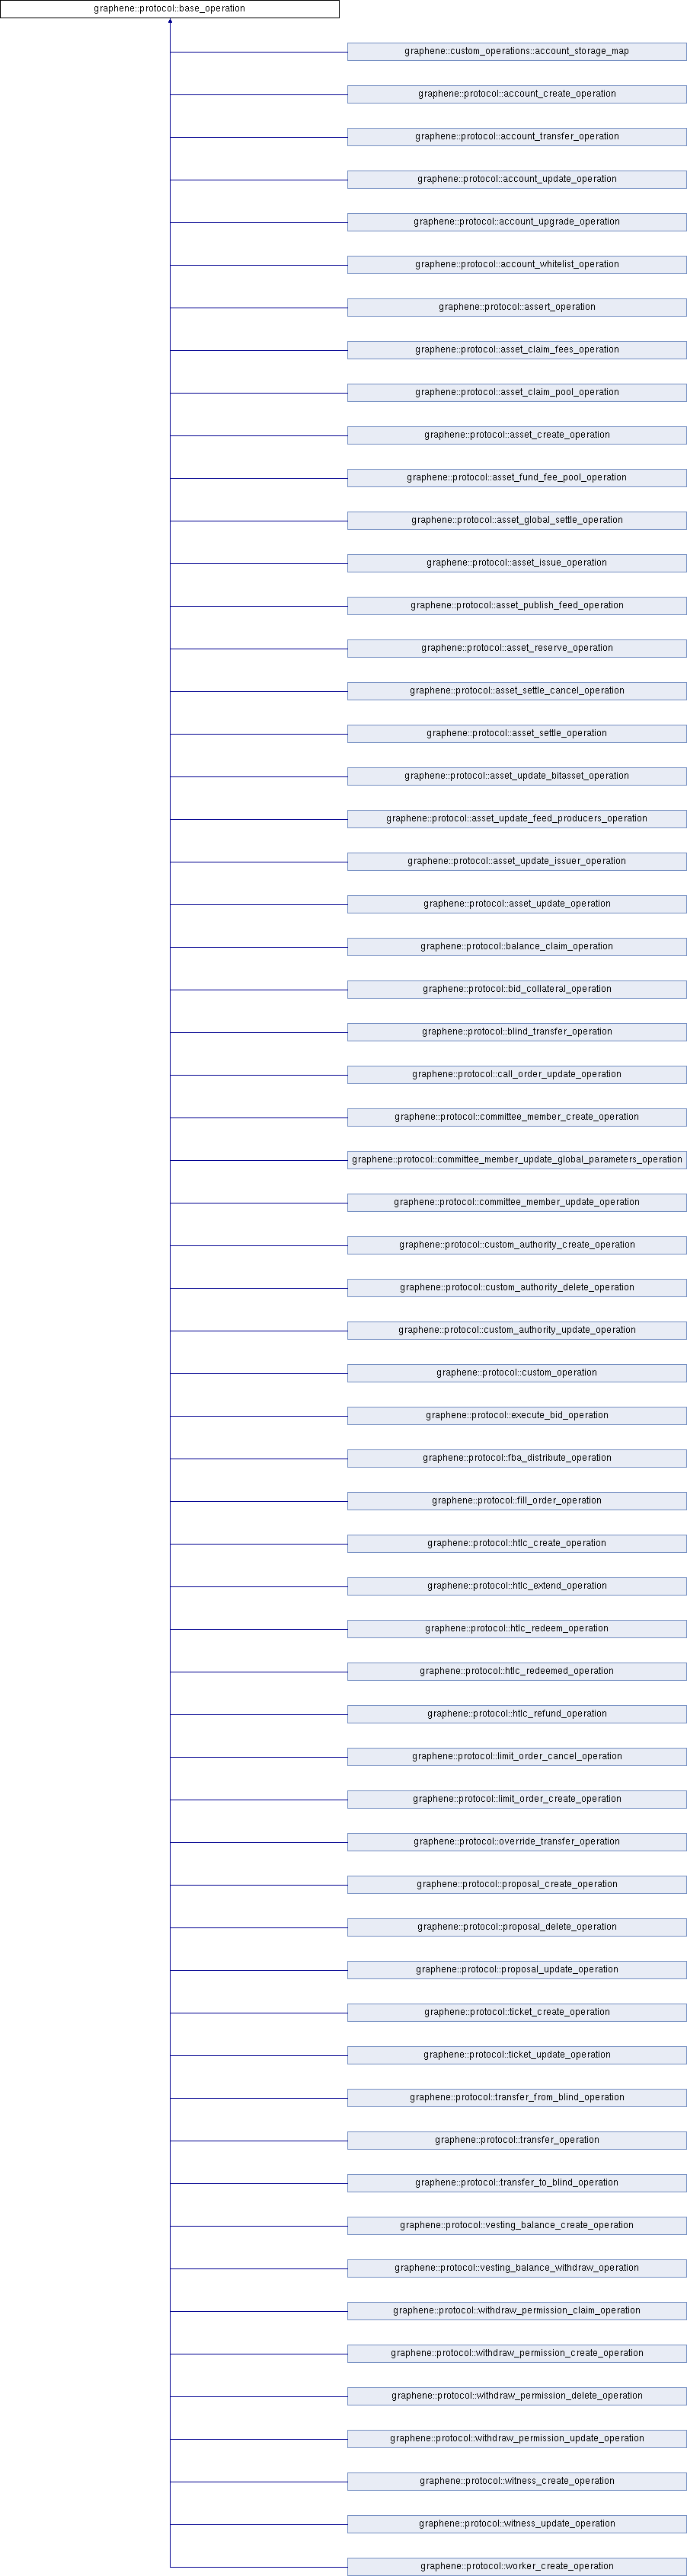 graphene::protocol::base_operation
graphene::custom_operations::account_storage_map
graphene::protocol::account_create_operation
graphene::protocol::account_transfer_operation
graphene::protocol::account_update_operation
graphene::protocol::account_upgrade_operation
graphene::protocol::account_whitelist_operation
graphene::protocol::assert_operation
graphene::protocol::asset_claim_fees_operation
graphene::protocol::asset_claim_pool_operation
graphene::protocol::asset_create_operation
graphene::protocol::asset_fund_fee_pool_operation
graphene::protocol::asset_global_settle_operation
graphene::protocol::asset_issue_operation
graphene::protocol::asset_publish_feed_operation
graphene::protocol::asset_reserve_operation
graphene::protocol::asset_settle_cancel_operation
graphene::protocol::asset_settle_operation
graphene::protocol::asset_update_bitasset_operation
graphene::protocol::asset_update_feed_producers_operation
graphene::protocol::asset_update_issuer_operation
graphene::protocol::asset_update_operation
graphene::protocol::balance_claim_operation
graphene::protocol::bid_collateral_operation
graphene::protocol::blind_transfer_operation
graphene::protocol::call_order_update_operation
graphene::protocol::committee_member_create_operation
graphene::protocol::committee_member_update_global_parameters_operation
graphene::protocol::committee_member_update_operation
graphene::protocol::custom_authority_create_operation
graphene::protocol::custom_authority_delete_operation
graphene::protocol::custom_authority_update_operation
graphene::protocol::custom_operation
graphene::protocol::execute_bid_operation
graphene::protocol::fba_distribute_operation
graphene::protocol::fill_order_operation
graphene::protocol::htlc_create_operation
graphene::protocol::htlc_extend_operation
graphene::protocol::htlc_redeem_operation
graphene::protocol::htlc_redeemed_operation
graphene::protocol::htlc_refund_operation
graphene::protocol::limit_order_cancel_operation
graphene::protocol::limit_order_create_operation
graphene::protocol::override_transfer_operation
graphene::protocol::proposal_create_operation
graphene::protocol::proposal_delete_operation
graphene::protocol::proposal_update_operation
graphene::protocol::ticket_create_operation
graphene::protocol::ticket_update_operation
graphene::protocol::transfer_from_blind_operation
graphene::protocol::transfer_operation
graphene::protocol::transfer_to_blind_operation
graphene::protocol::vesting_balance_create_operation
graphene::protocol::vesting_balance_withdraw_operation
graphene::protocol::withdraw_permission_claim_operation
graphene::protocol::withdraw_permission_create_operation
graphene::protocol::withdraw_permission_delete_operation
graphene::protocol::withdraw_permission_update_operation
graphene::protocol::witness_create_operation
graphene::protocol::witness_update_operation
graphene::protocol::worker_create_operation